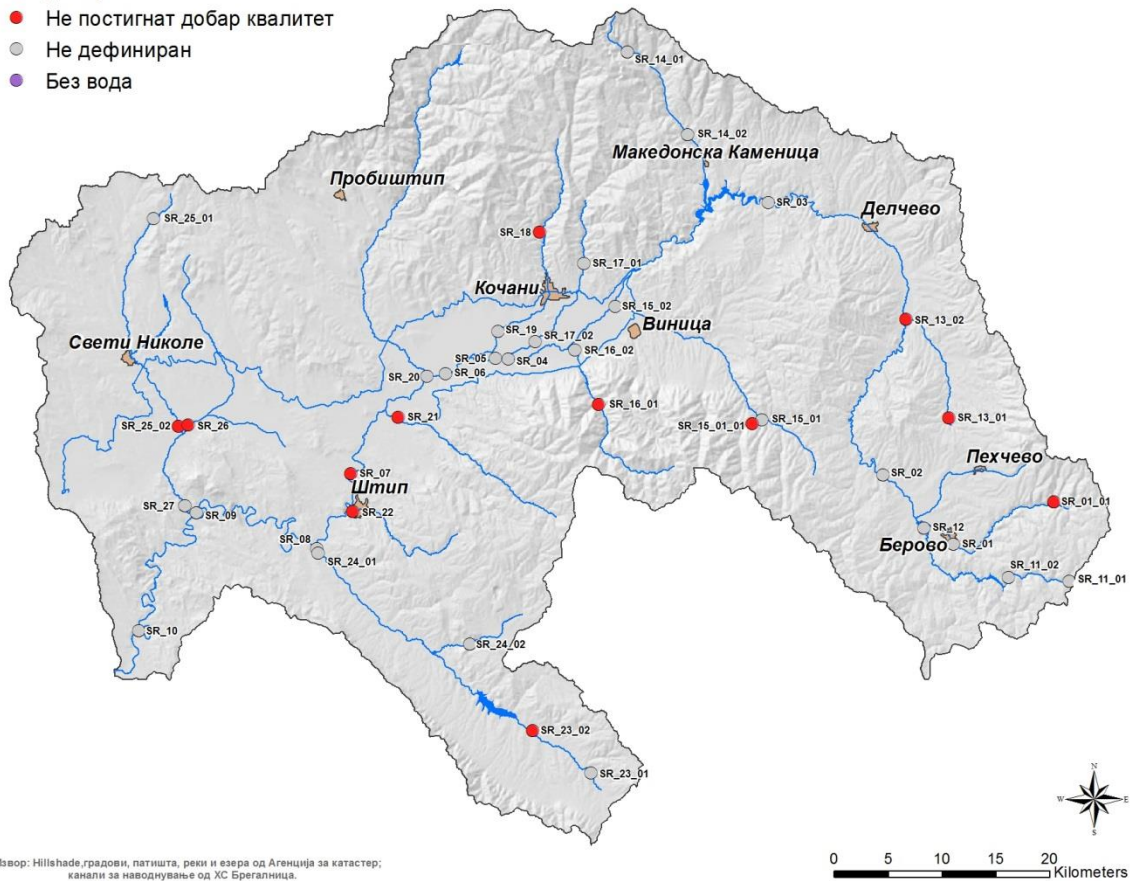 Не постигнат добар квалитет
Не дефиниран
Без вода
SR_14_01
SR_14_02
Македонска Каменица
Пробиштип
SR_03
Делчево
SR_25_01
SR_18
SR_17_01
Кочани
SR_15_02
SR_13_02
SR_19
Виница
SR_17_02
Свети Николе
SR_16_02
SR_05
SR_04
SR_06
SR_20
SR_16_01
SR_21
SR_15_01
SR_13_01
SR_25_02
SR_26
SR_15_01_01
Пехчево
SR_07
SR_02
Штип
SR_01_01
SR_27
SR_09
SR_22
SR_12
Берово
SR_01
SR_08
SR_24_01
SR_11_02
SR_11_01
SR_10
SR_24_02
SR_23_02
SR_23_01
N
W
E
S
звор: Hillshade,градови, патишта, реки и езера од Агенција за катастер;
канали за наводнување од ХС Брегалница.
0 5 10 15 20
Kilometers